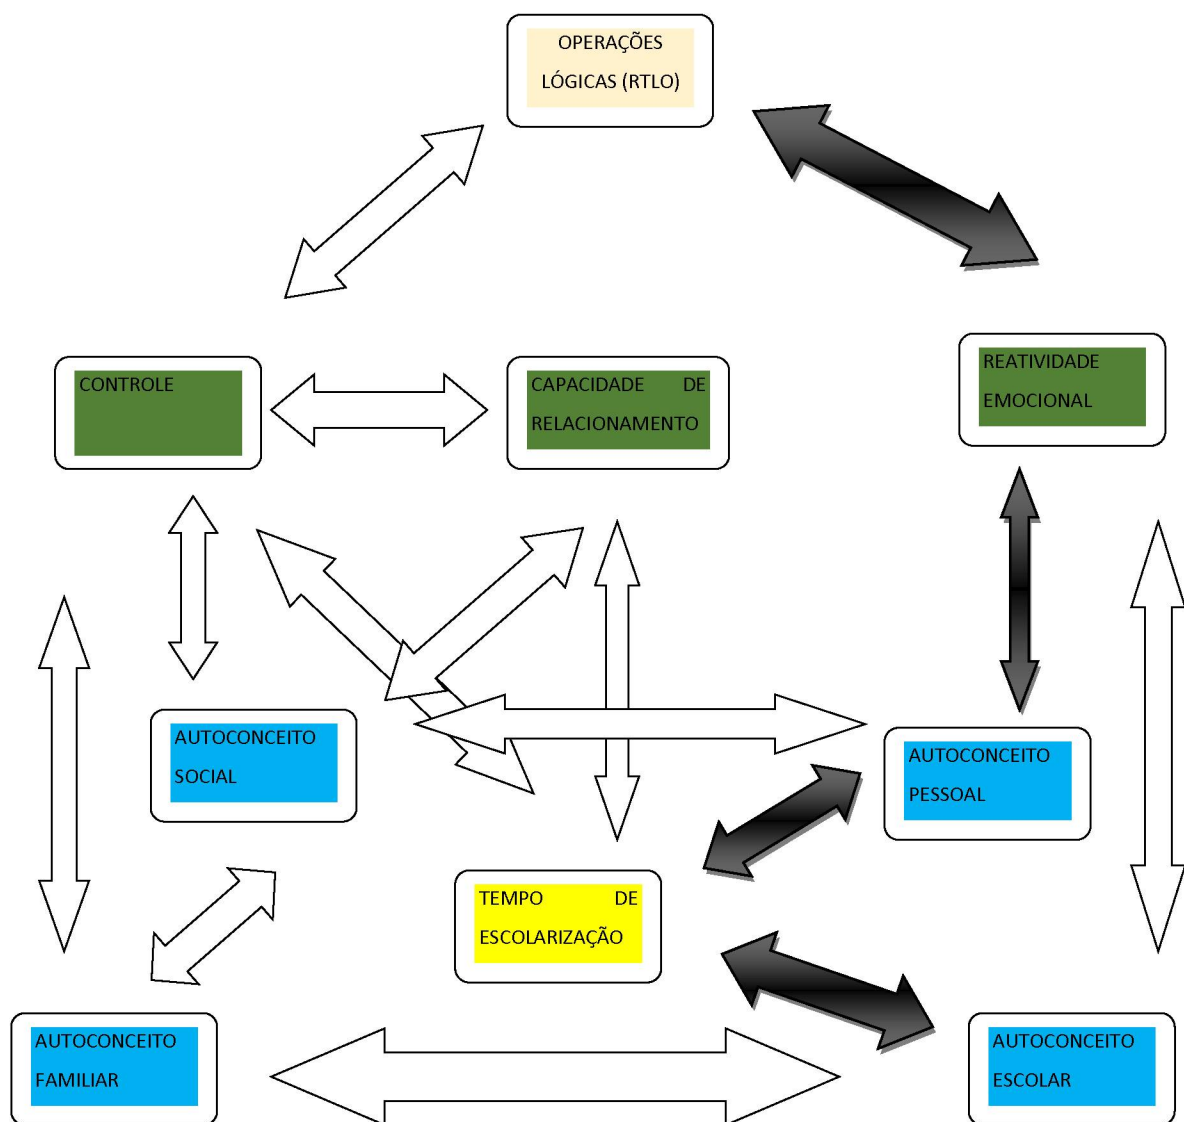 OPERAÇÕES
LÓGICAS (RTLO)
CONTROLE
CAPACIDADE DE
RELACIONAMENTO
REATIVIDADE
EMOCIONAL
AUTOCONCEITO
SOCIAL
AUTOCONCEITO
PESSOAL
TEMPO DE
ESCOLARIZAÇÃO
AUTOCONCEITO
FAMILIAR
AUTOCONCEITO
ESCOLAR